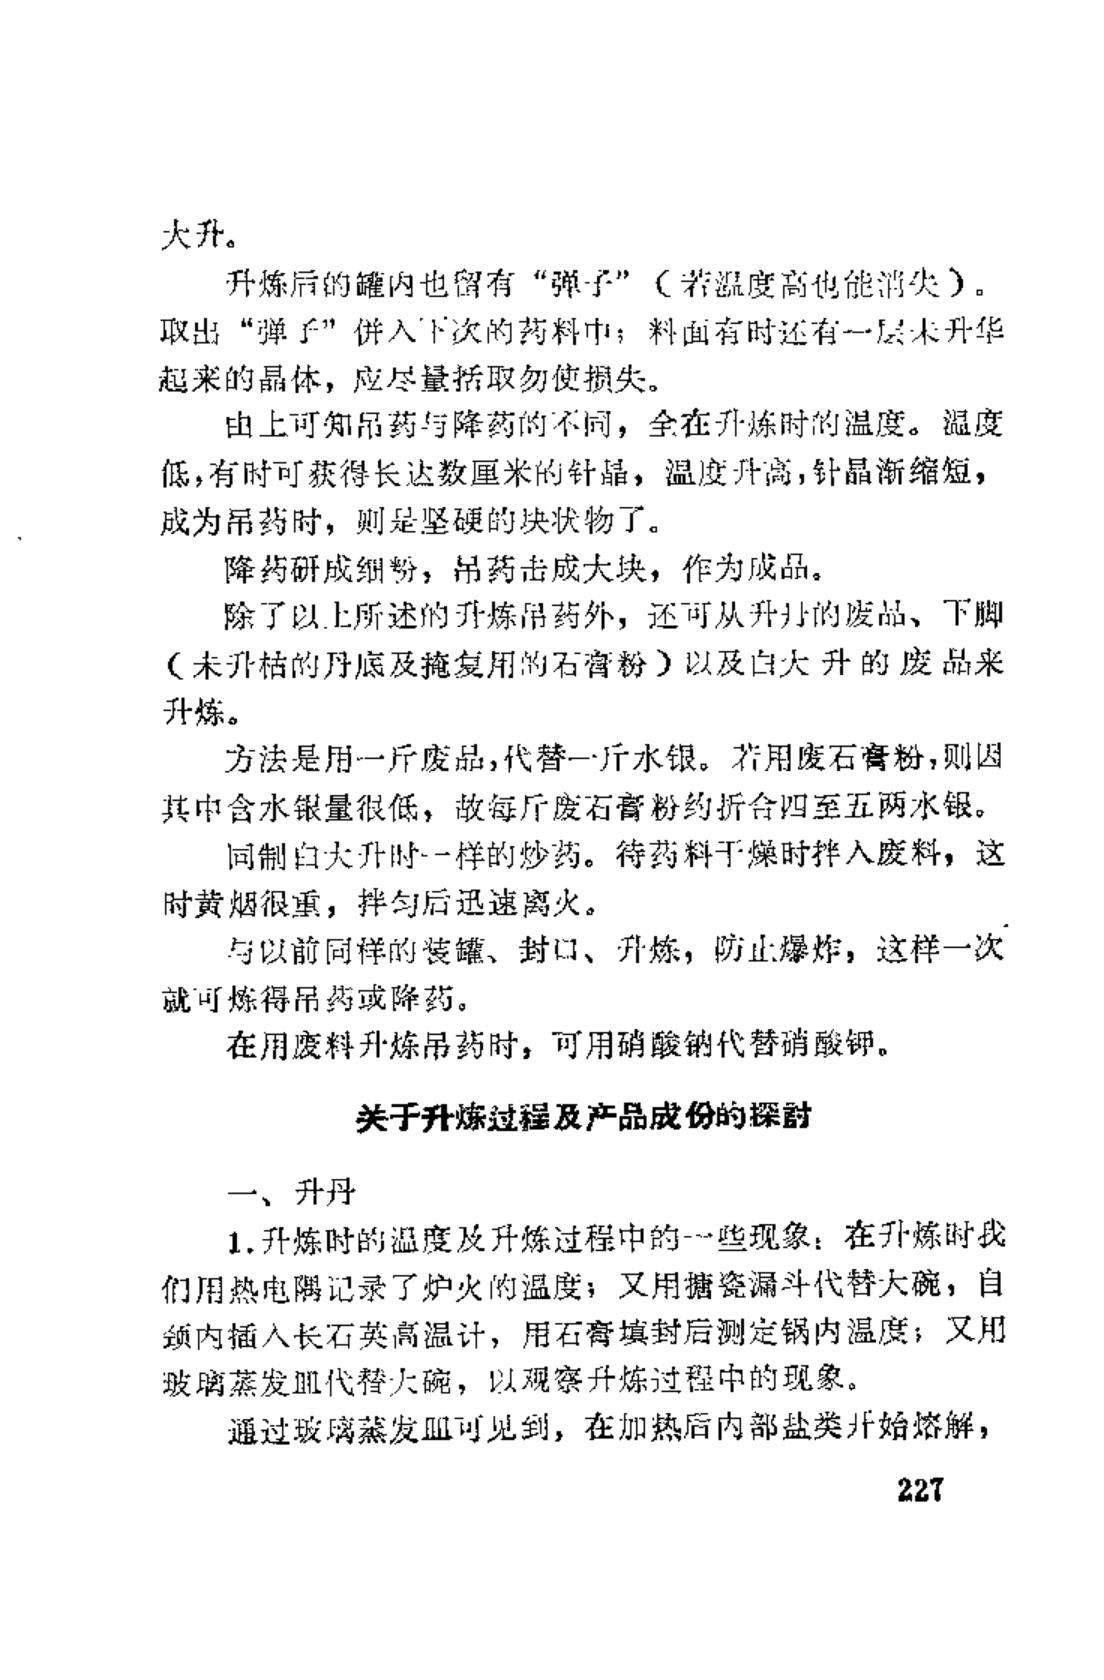 大升。
升炼后的罐内也留有“弹子”（若温度高也能消失）。
取出“弹子”併入下次的药料中；料面有时还有一层未升华
起来的晶体，应尽量括取勿使损失。
由上可知吊药与降药的不同，全在升炼时的温度。温度
低，有时可获得长达数厘米的针晶，温度升高，针晶渐缩短，
成为吊药时，则是坚硬的块状物了。
降药研成细粉，吊药击成大块，作为成品。
除了以上所述的升炼吊药外，还可从升丹的废品、下脚
（未升枯的丹底及掩复用的石膏粉）以及白大升的废品来
升炼。
方法是用一斤废品，代替一斤水银。若用废石膏粉，则因
其中含水银量很低，故每斤废石膏粉约折合四至五两水银。
同制白大升时一样的炒药。待药料干燥时拌入废料，这
时黄烟很重，拌匀后迅速离火。
与以前同样的装罐、封口、升炼，防止爆炸，这样一次
就可炼得吊药或降药。
在用废料升炼吊药时，可用硝酸钠代替硝酸钾。
关于升炼过程及产品成份的探討
一、升丹
1.升炼时的温度及升炼过程中的一些现象：在升炼时我
们用热电隅记录了炉火的温度；又用搪瓷漏斗代替大碗，自
颈内插入长石英高温计，用石膏填封后测定锅内温度；又用
玻璃蒸发皿代替大碗，以观察升炼过程中的现象。
通过玻璃蒸发皿可见到，在加热后内部盐类开始熔解，
227